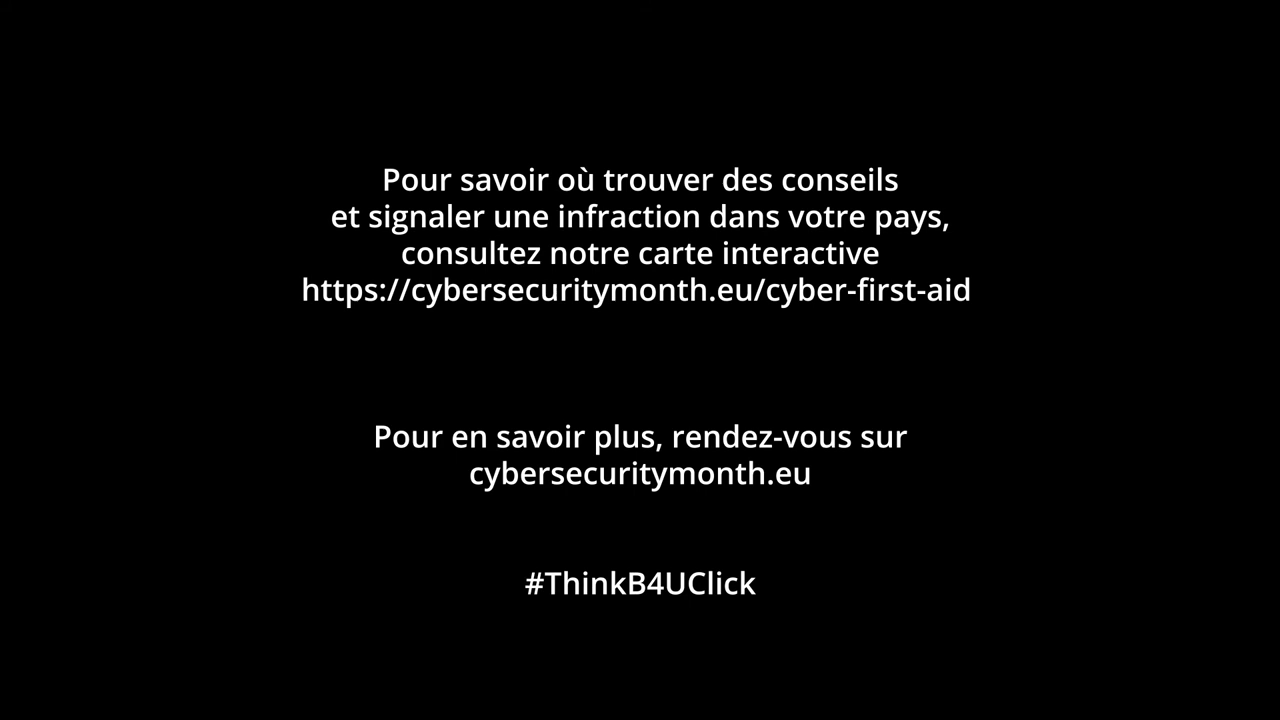 Pour savoir où trouver des conseils
et signaler une infraction dans votre pays,
consultez notre carte interactive
https://cybersecuritymonth.eu/cyber-first-aid
Pour en savoir plus, rendez-vous sur
cybersecuritymonth.eu
#ThinkB4UClick